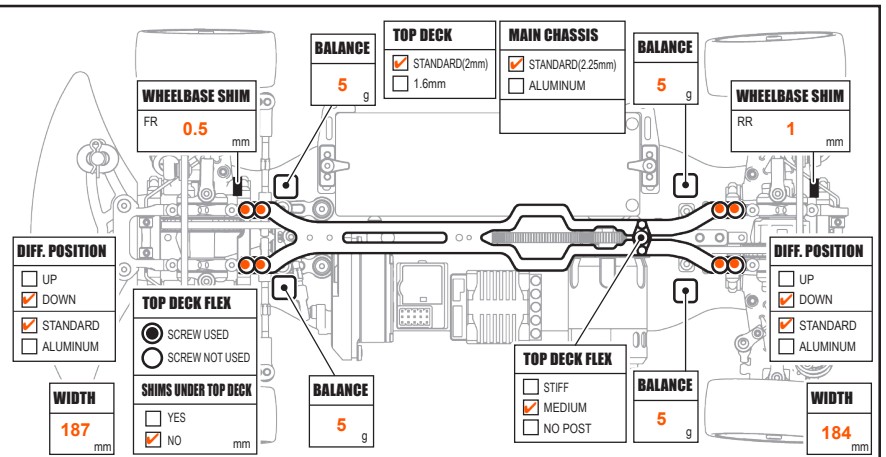 BALANCE
5
g
TOP DECK
STANDARD(2mm)
1.6mm
MAIN CHASSIS
STANDARD(2.25mm)
ALUMINUM
BALANCE
5
g
WHEELBASE SHIM
FR 0.5
mm
WHEELBASE SHIM
RR 1
mm
DIFF. POSITION
UP
DOWN
STANDARD
ALUMINUM
TOP DECK FLEX
SCREW USED
SCREW NOT USED
SHIMS UNDER TOP DECK
YES
NO mm
WIDTH
187
mm
BALANCE
5
g
TOP DECK FLEX
STIFF
MEDIUM
NO POST
BALANCE
5
g
DIFF. POSITION
UP
DOWN
STANDARD
ALUMINUM
WIDTH
184
mm